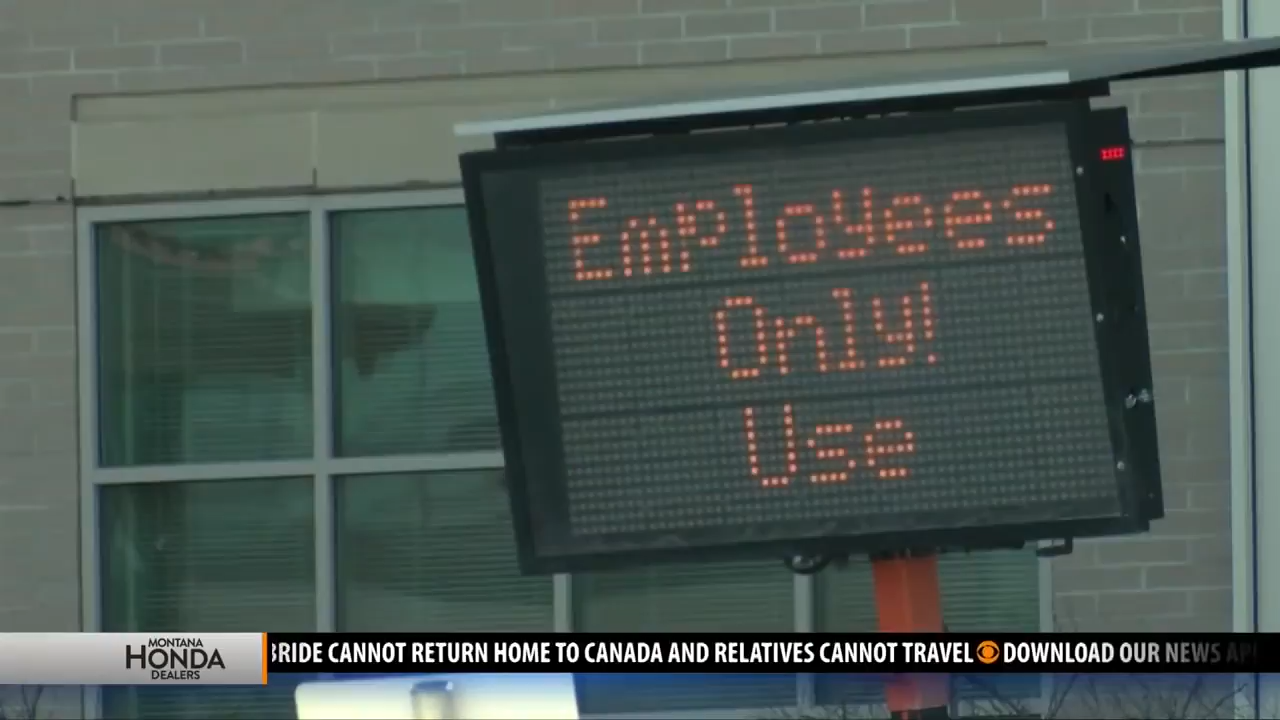 Employees
Only!
Use
MONTANA
HONDA
DEALERS
BRIDE CANNOT RETURN HOME TO CANADA AND RELATIVES CANNOT TRAVEL DOWNLOAD OUR NEWS